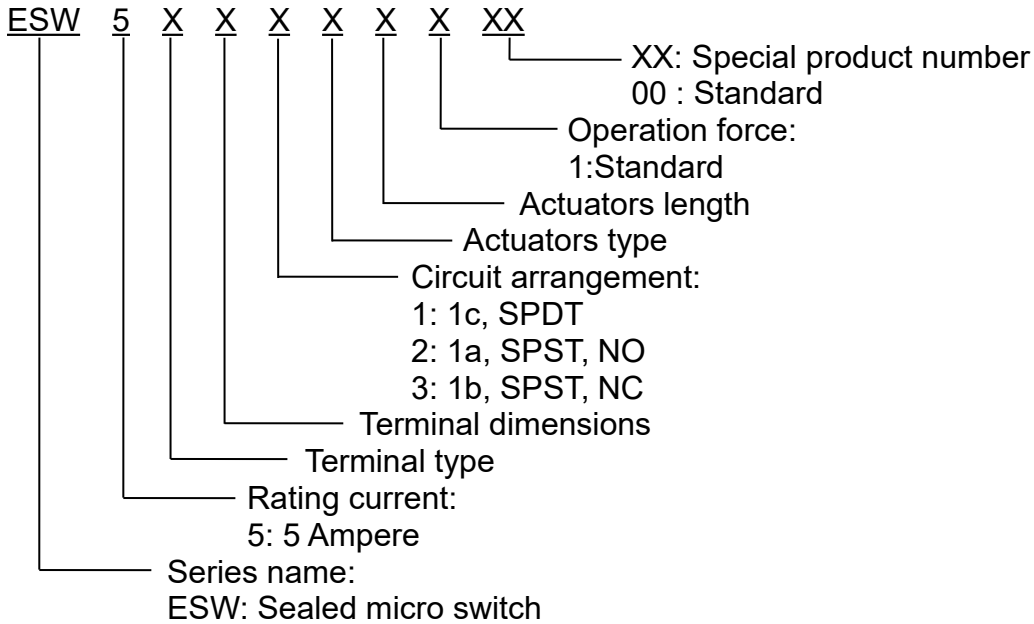 ESW 5 X X X X X X XX
XX: Special product number
00 : Standard
Operation force:
1:Standard
Actuators length
Actuators type
Circuit arrangement:
1: 1c, SPDT
2: 1a, SPST, NO
3: 1b, SPST, NC
Terminal dimensions
Terminal type
Rating current:
5: 5 Ampere
Series name:
ESW: Sealed micro switch